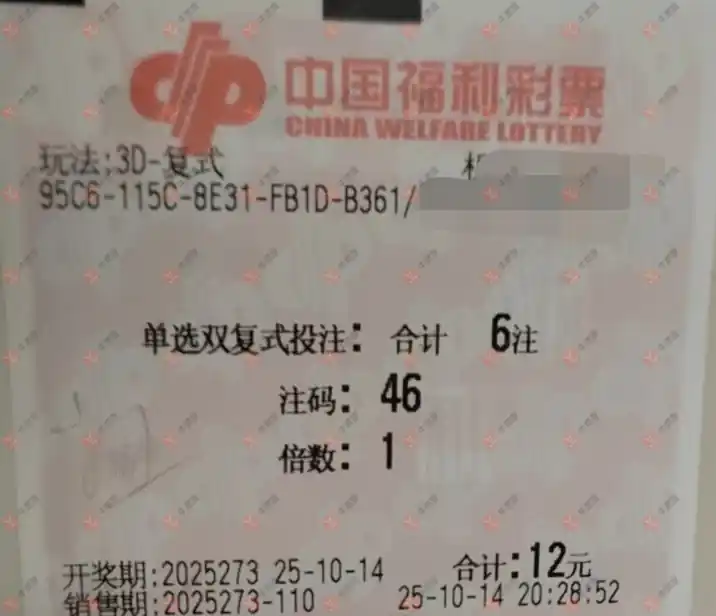 中国福利彩票
CHINA WELFARE LOTTERY
玩法:3D-复式
95C6-115C-8E31-FB1D-B361/
单选双复式投注: 合计 6注
注码: 46
倍数: 1
开奖期:2025273 25-10-14 合计:12元
销售期:2025273-110 25-10-14 20:28:52